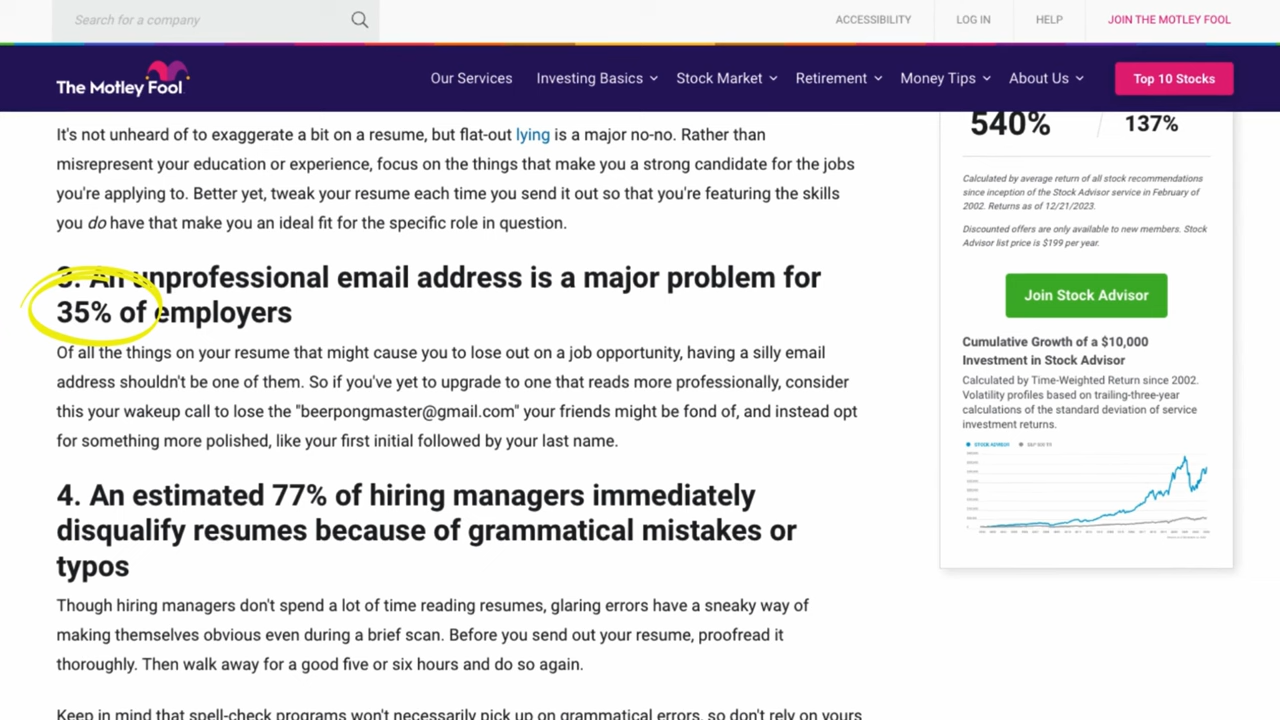 Search for a company
ACCESSIBILITY
LOG IN
HELP
JOIN THE MOTLEY FOOL
The Motley Fool
Our Services
Investing Basics
Stock Market
Retirement
Money Tips
About Us
Top 10 Stocks
It's not unheard of to exaggerate a bit on a resume, but flat-out lying is a major no-no. Rather than
misrepresent your education or experience, focus on the things that make you a strong candidate for the jobs
you're applying to. Better yet, tweak your resume each time you send it out so that you're featuring the skills
you do have that make you an ideal fit for the specific role in question.
3. An unprofessional email address is a major problem for
35% of employers
Of all the things on your resume that might cause you to lose out on a job opportunity, having a silly email
address shouldn't be one of them. So if you've yet to upgrade to one that reads more professionally, consider
this your wakeup call to lose the "beerpongmaster@gmail.com" your friends might be fond of, and instead opt
for something more polished, like your first initial followed by your last name.
4. An estimated 77% of hiring managers immediately
disqualify resumes because of grammatical mistakes or
typos
Though hiring managers don't spend a lot of time reading resumes, glaring errors have a sneaky way of
making themselves obvious even during a brief scan. Before you send out your resume, proofread it
thoroughly. Then walk away for a good five or six hours and do so again.
Keep in mind that spell-check programs won't necessarily pick up on grammatical errors, so don't rely on yours
540%
137%
Calculated by average return of all stock recommendations
since inception of the Stock Advisor service in February of
2002. Returns as of 12/21/2023.
Discounted offers are only available to new members. Stock
Advisor list price is $199 per year.
Join Stock Advisor
Cumulative Growth of a $10,000
Investment in Stock Advisor
Calculated by Time-Weighted Return since 2002.
Volatility profiles based on trailing-three-year
calculations of the standard deviation of service
investment returns.
STOCK ADVISOR